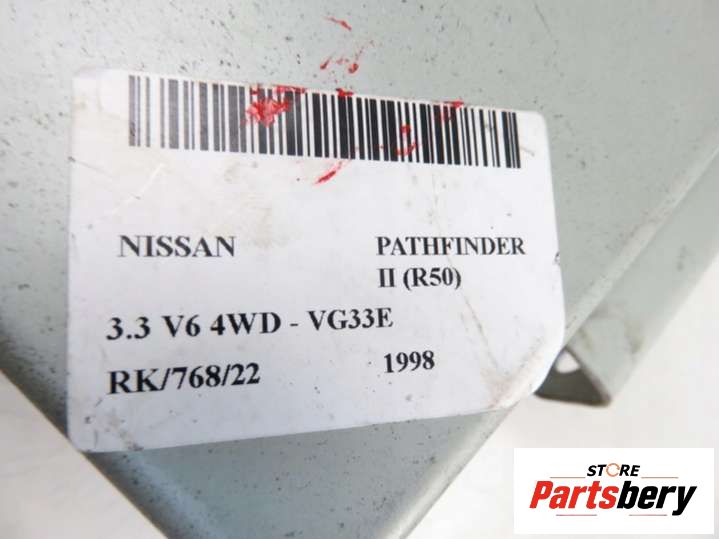 NISSAN PATHFINDER
II (R50)
3.3 V6 4WD - VG33E
RK/768/22 1998
STORE
Partsbery